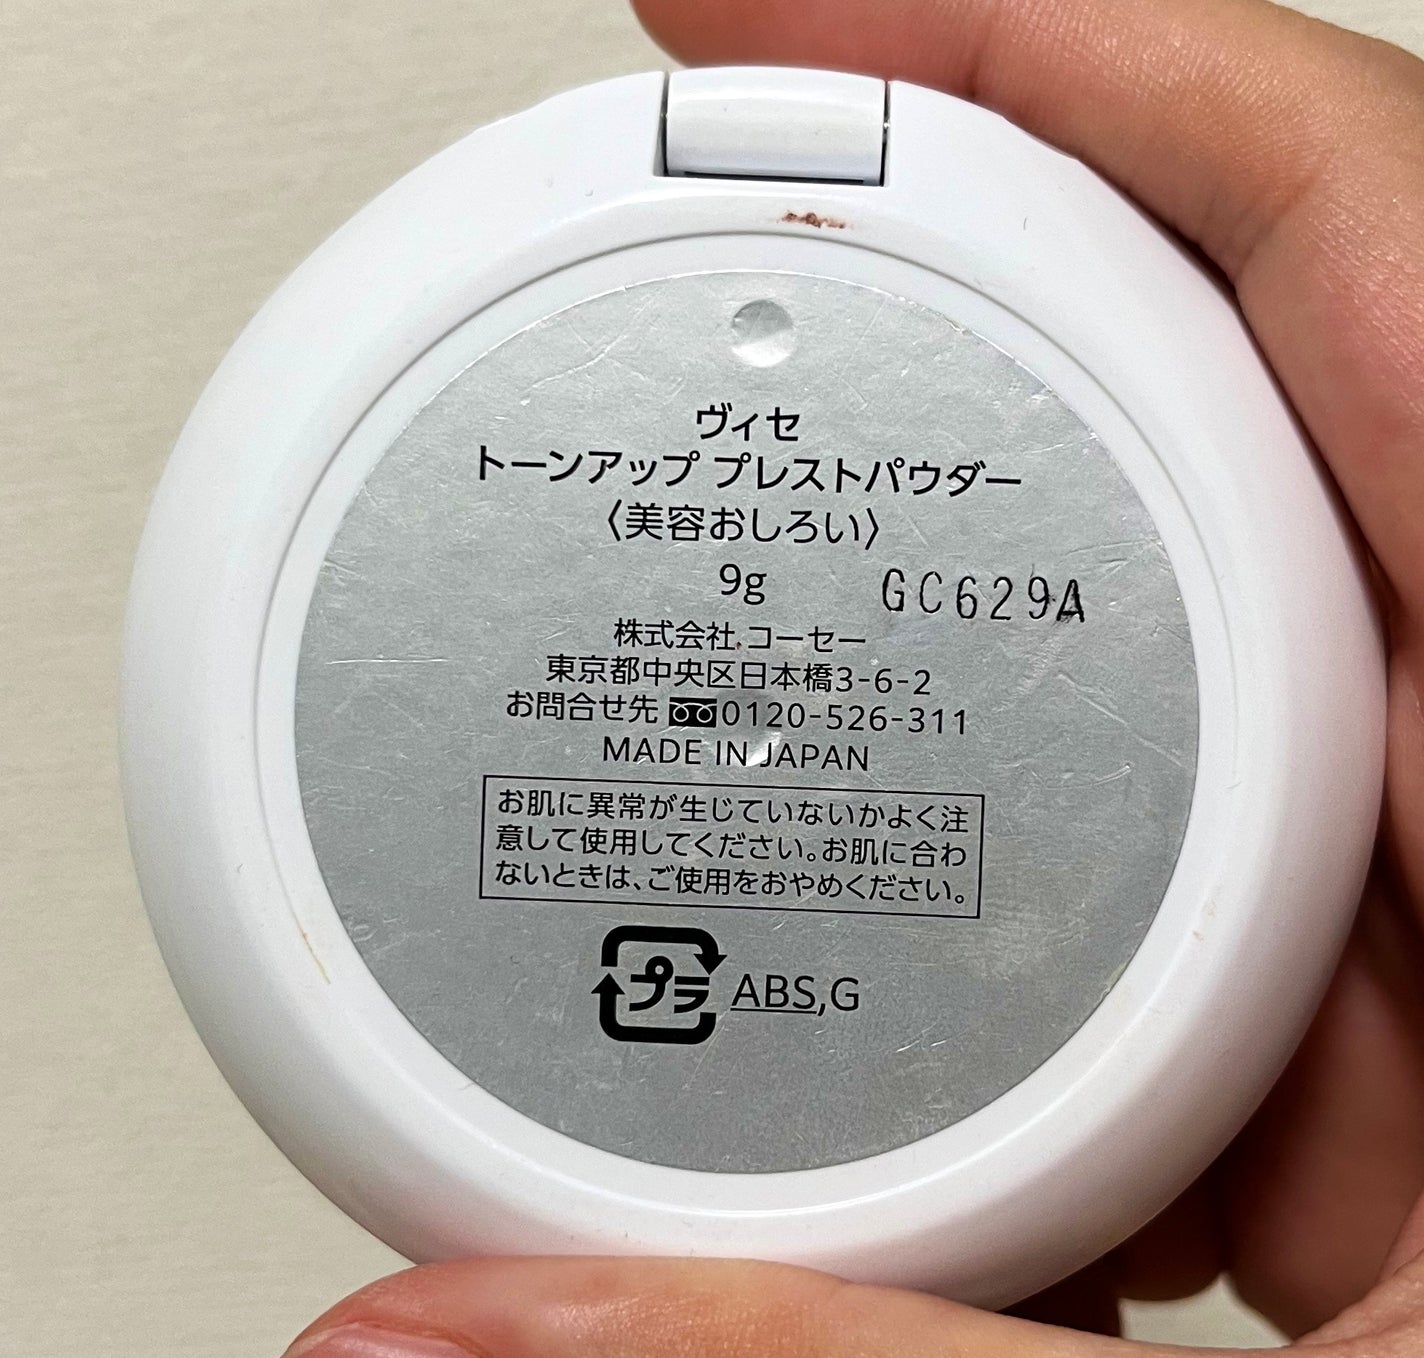 ヴィセ
トーンアップ プレストパウダー
〈美容おしろい〉
9g GC629A
株式会社 コーセー
東京都中央区日本橋3-6-2
お問合せ先 0120-526-311
MADE IN JAPAN
お肌に異常が生じていないかよく注
意して使用してください。お肌に合わ
ないときは、ご使用をおやめください。
プラ ABS,G